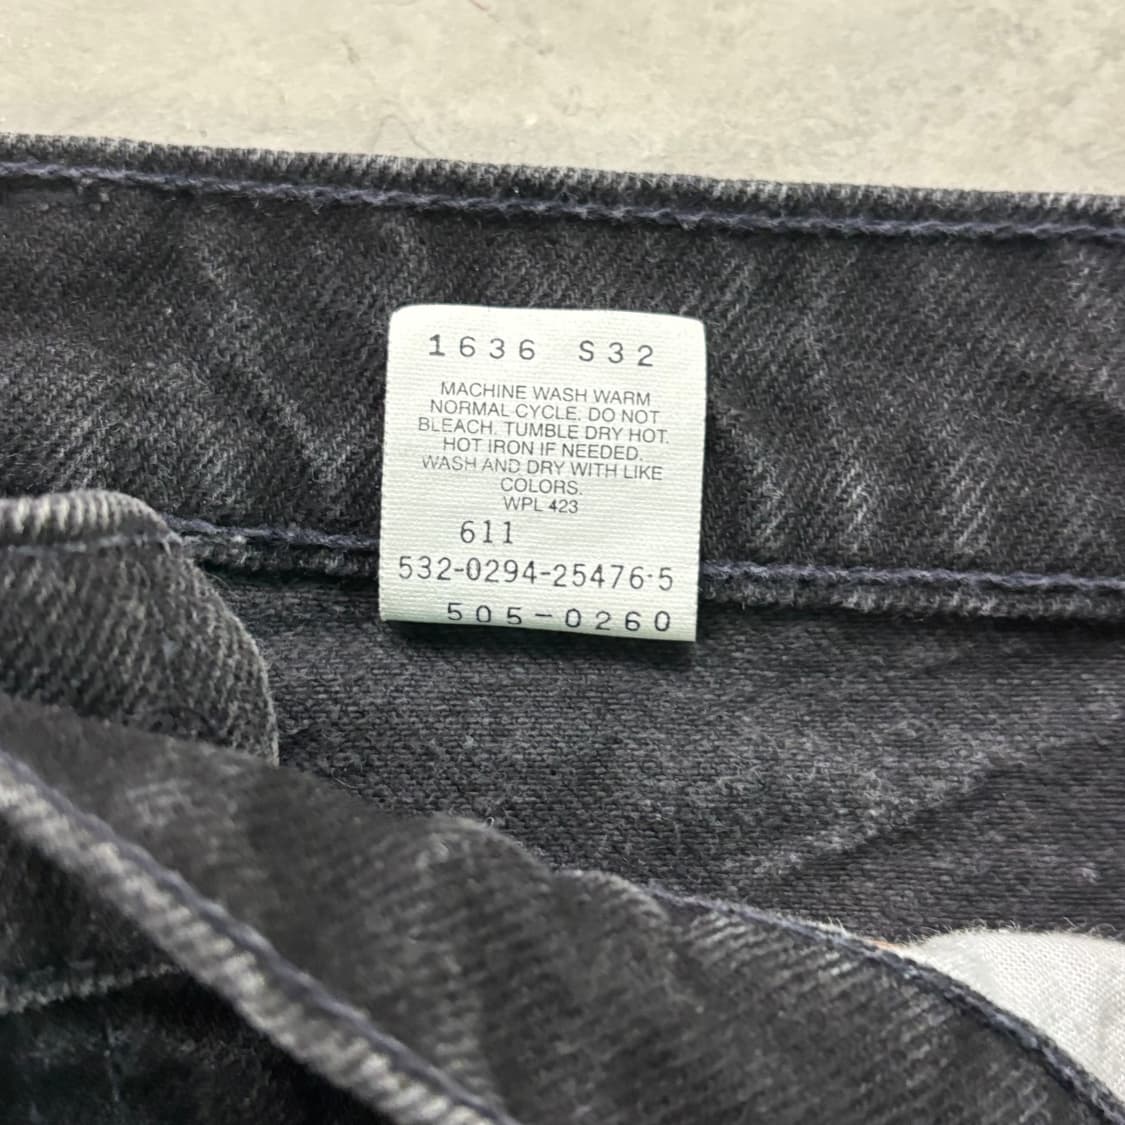 1636 S32
MACHINE WASH WARM
NORMAL CYCLE. DO NOT
BLEACH. TUMBLE DRY HOT.
HOT IRON IF NEEDED.
WASH AND DRY WITH LIKE
COLORS.
WPL 423
611
532-0294-25476-5
505-0260